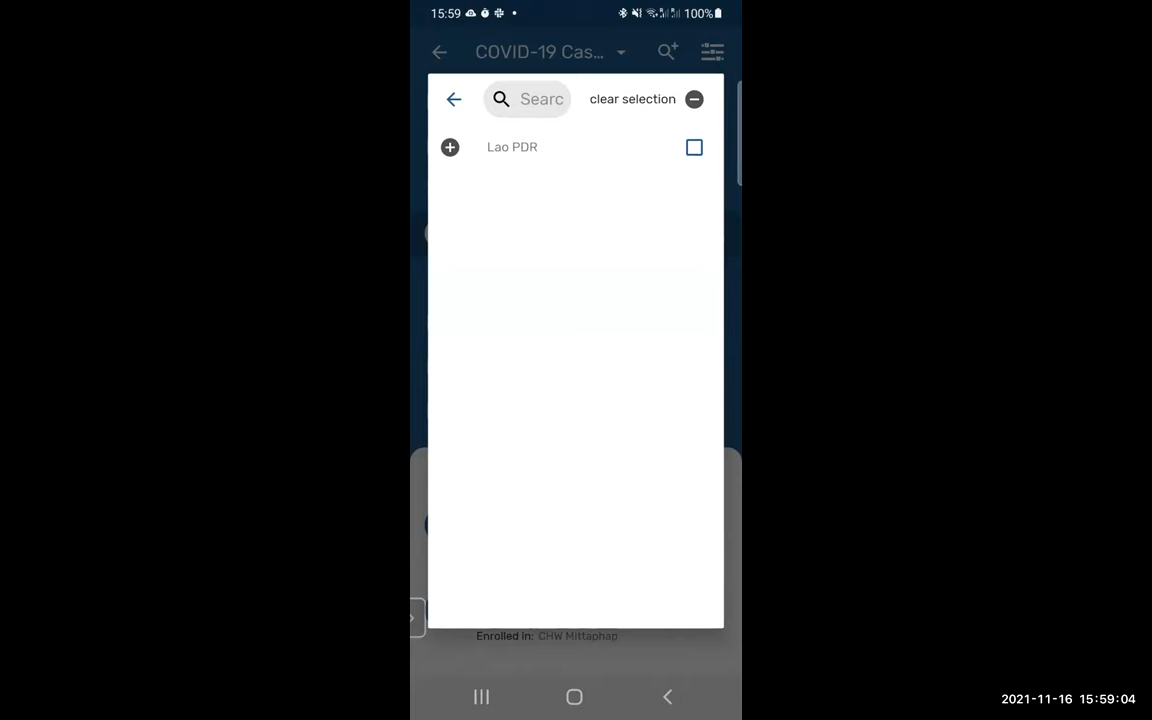 15:59
100%
COVID-19 Cas...
Searc
clear selection
Lao PDR
Enrolled in: CHW Mittaphap
2021-11-16 15:59:04